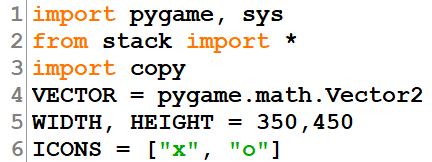 1 import pygame, sys
2 from stack import *
3 import copy
4 VECTOR = pygame.math.Vector2
5 WIDTH, HEIGHT = 350,450
6 ICONS = ["x", "o"]